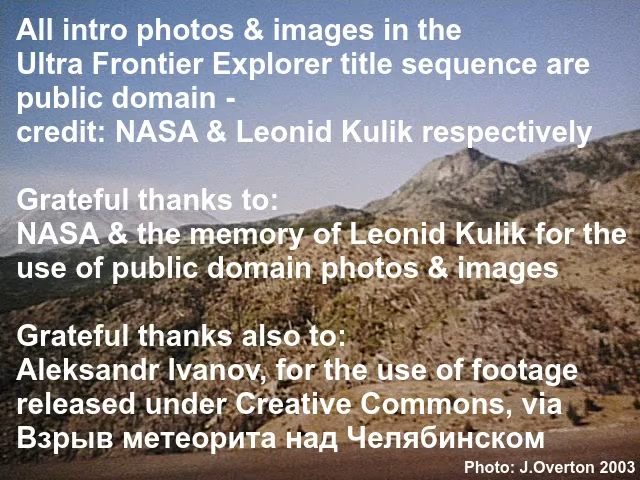 All intro photos & images in the
Ultra Frontier Explorer title sequence are
public domain -
credit: NASA & Leonid Kulik respectively
Grateful thanks to:
NASA & the memory of Leonid Kulik for the
use of public domain photos & images
Grateful thanks also to:
Aleksandr Ivanov, for the use of footage
released under Creative Commons, via
Взрыв метеорита над Челябинском
Photo: J.Overton 2003